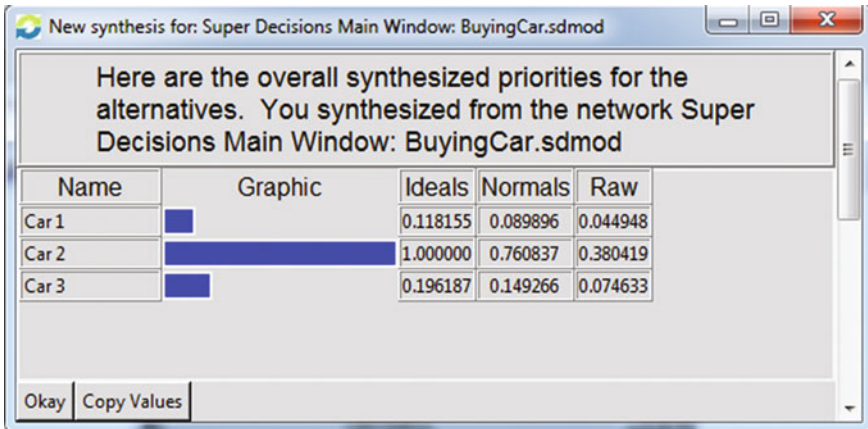 New synthesis for: Super Decisions Main Window: BuyingCar.sdmod
Here are the overall synthesized priorities for the
alternatives. You synthesized from the network Super
Decisions Main Window: BuyingCar.sdmod
Name Graphic Ideals Normals Raw
Car 1 0.118155 0.089896 0.044948
Car 2 1.000000 0.760837 0.380419
Car 3 0.196187 0.149266 0.074633
Okay Copy Values